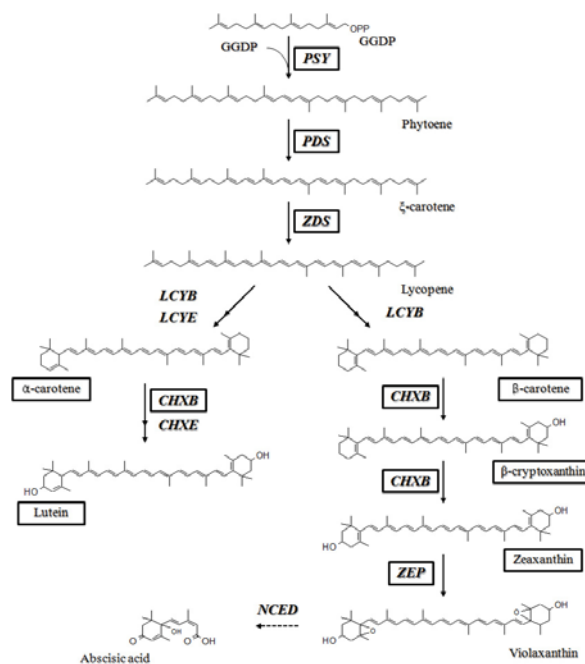 OPP
GGDP GGDP
PSY
Phytoene
PDS
ξ-carotene
ZDS
Lycopene
LCYB
LCYE
LCYB
α-carotene
β-carotene
CHXB
CHXE
CHXB
OH
β-cryptoxanthin
OH
HO
Lutein
CHXB
OH
HO
Zeaxanthin
ZEP
OH
NCED
O
OH
O
OH
O
O
HO
Abscisic acid
Violaxanthin